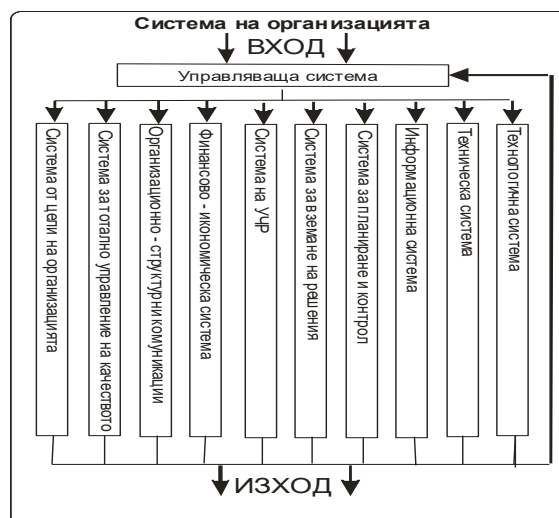 Система на организацията
ВХОД
Управляваща система
Система от цели на организацията
Система за тотално управление на качеството
Организационно - структурни комуникации
Финансово - икономическа система
Система на УЧР
Система за вземане на решения
Система за планиране и контрол
Информационна система
Техническа система
Технологична система
ИЗХОД